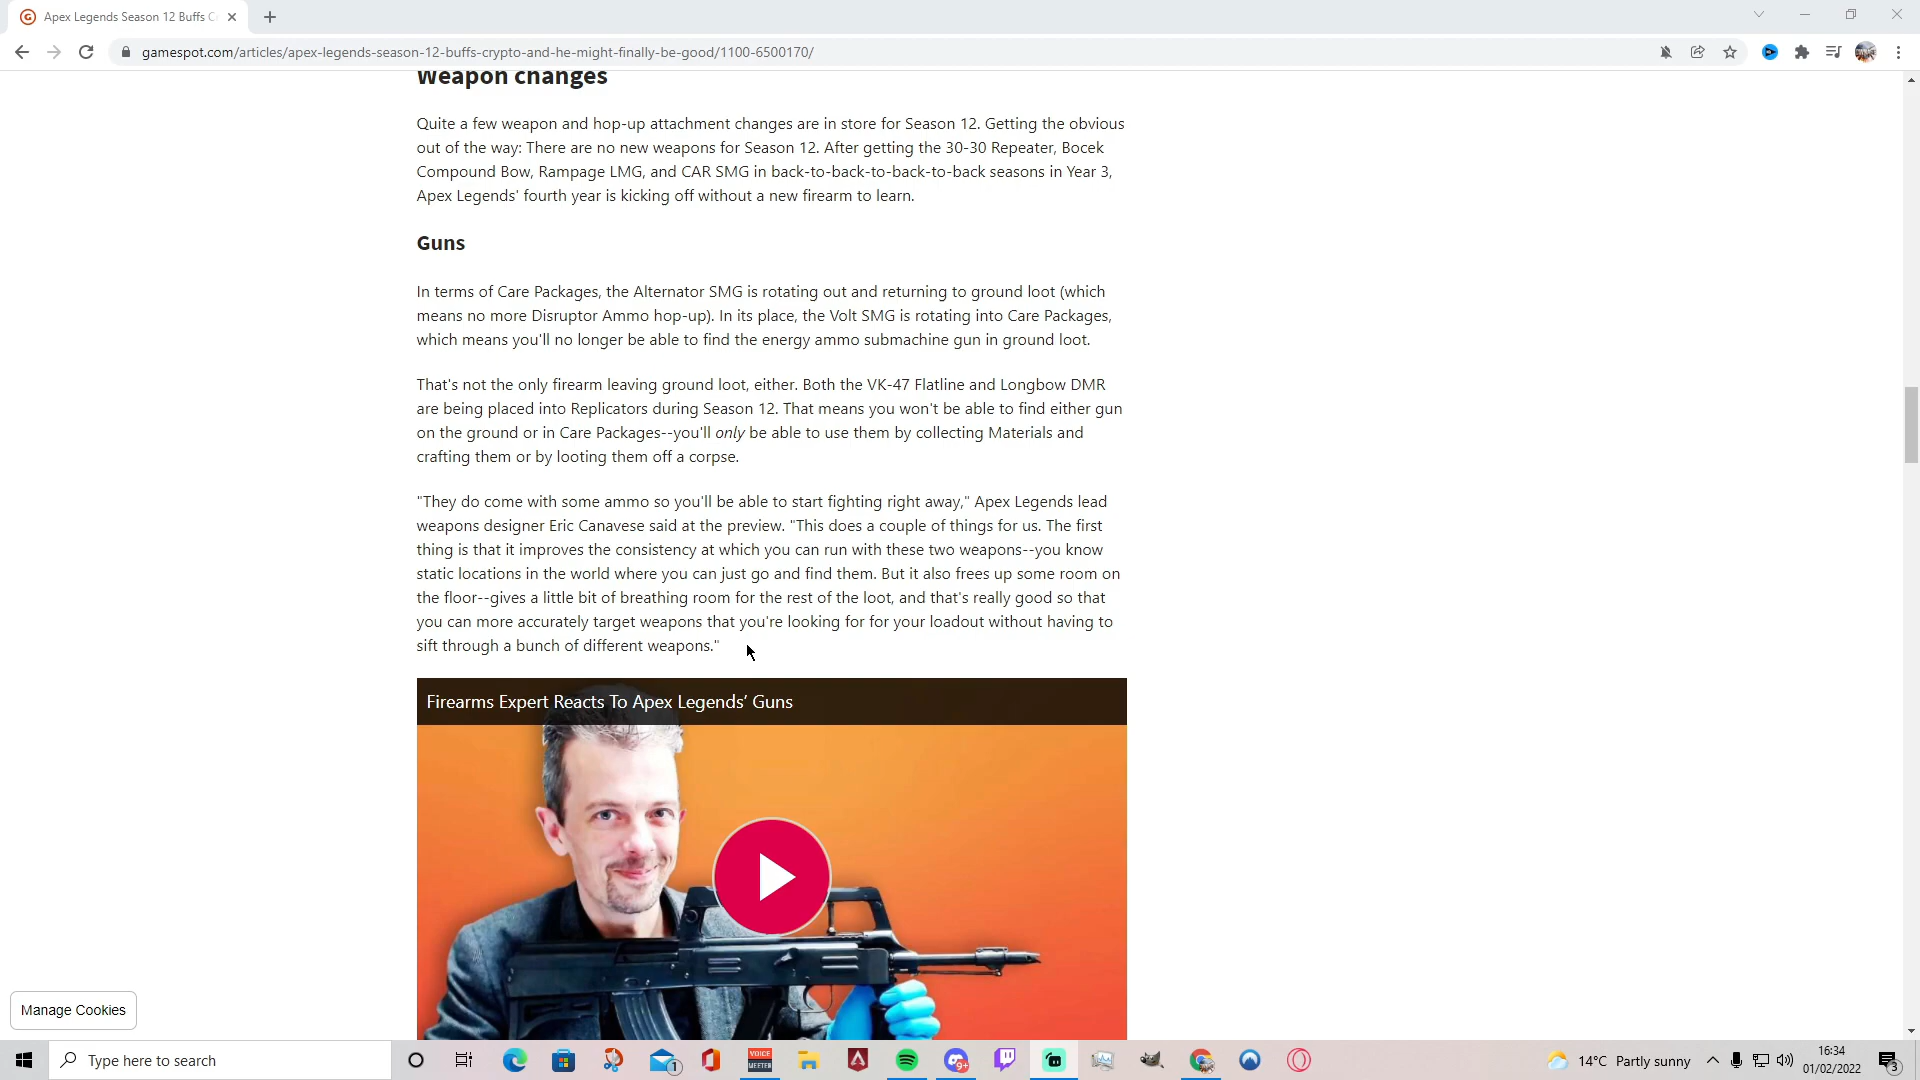 Apex Legends Season 12 Buffs C
gamespot.com/articles/apex-legends-season-12-buffs-crypto-and-he-might-finally-be-good/1100-6500170/
Weapon changes
Quite a few weapon and hop-up attachment changes are in store for Season 12. Getting the obvious
out of the way: There are no new weapons for Season 12. After getting the 30-30 Repeater, Bocek
Compound Bow, Rampage LMG, and CAR SMG in back-to-back-to-back-to-back seasons in Year 3,
Apex Legends' fourth year is kicking off without a new firearm to learn.
Guns
In terms of Care Packages, the Alternator SMG is rotating out and returning to ground loot (which
means no more Disruptor Ammo hop-up). In its place, the Volt SMG is rotating into Care Packages,
which means you'll no longer be able to find the energy ammo submachine gun in ground loot.
That's not the only firearm leaving ground loot, either. Both the VK-47 Flatline and Longbow DMR
are being placed into Replicators during Season 12. That means you won't be able to find either gun
on the ground or in Care Packages--you'll only be able to use them by collecting Materials and
crafting them or by looting them off a corpse.
"They do come with some ammo so you'll be able to start fighting right away," Apex Legends lead
weapons designer Eric Canavese said at the preview. "This does a couple of things for us. The first
thing is that it improves the consistency at which you can run with these two weapons--you know
static locations in the world where you can just go and find them. But it also frees up some room on
the floor--gives a little bit of breathing room for the rest of the loot, and that's really good so that
you can more accurately target weapons that you're looking for for your loadout without having to
sift through a bunch of different weapons."
Firearms Expert Reacts To Apex Legends' Guns
Manage Cookies
Type here to search
1
VOICE
MEETER
9+
14°C Partly sunny
16:34
01/02/2022
3